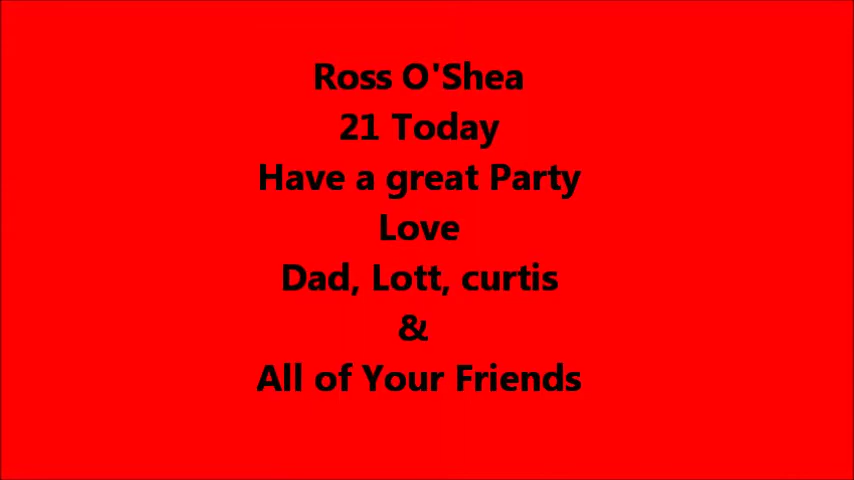 Ross O'Shea
21 Today
Have a great Party
Love
Dad, Lott, curtis
&
All of Your Friends